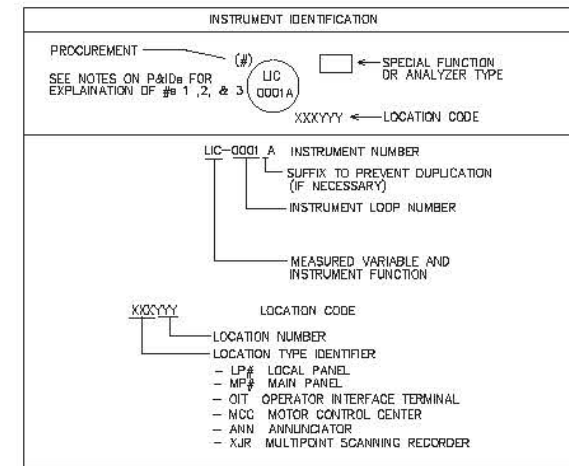 INSTRUMENT IDENTIFICATION
PROCUREMENT
(#)
SEE NOTES ON P&IDs FOR
EXPLAINATION OF #s 1 ,2, & 3
LIC
0001A
SPECIAL FUNCTION
OR ANALYZER TYPE
XXXYYY
LOCATION CODE
LIC-0001 A INSTRUMENT NUMBER
SUFFIX TO PREVENT DUPLICATION
(IF NECESSARY)
INSTRUMENT LOOP NUMBER
MEASURED VARIABLE AND
INSTRUMENT FUNCTION
XXXYYY LOCATION CODE
LOCATION NUMBER
LOCATION TYPE IDENTIFIER
- LP# LOCAL PANEL
- MP# MAIN PANEL
- OIT OPERATOR INTERFACE TERMINAL
- MCC MOTOR CONTROL CENTER
- ANN ANNUNCIATOR
- XJR MULTIPOINT SCANNING RECORDER